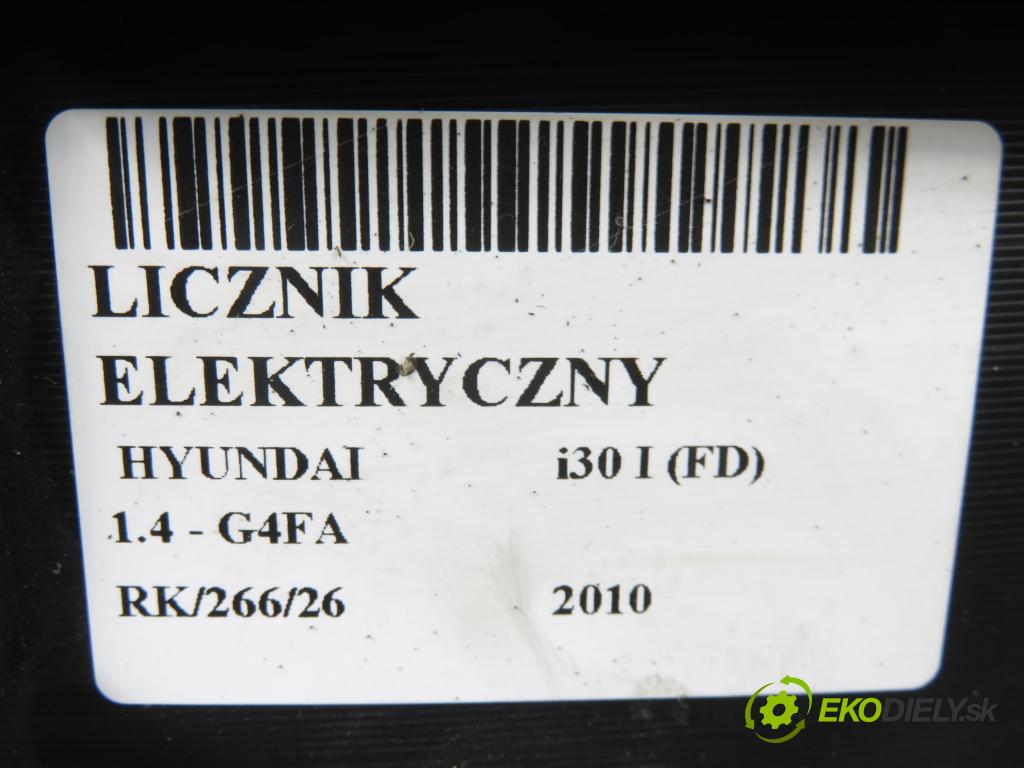 LICZNIK
ELEKTRYCZNY
HYUNDAI i30 I (FD)
1.4 - G4FA
RK/266/26 2010
EKODIELY.sk